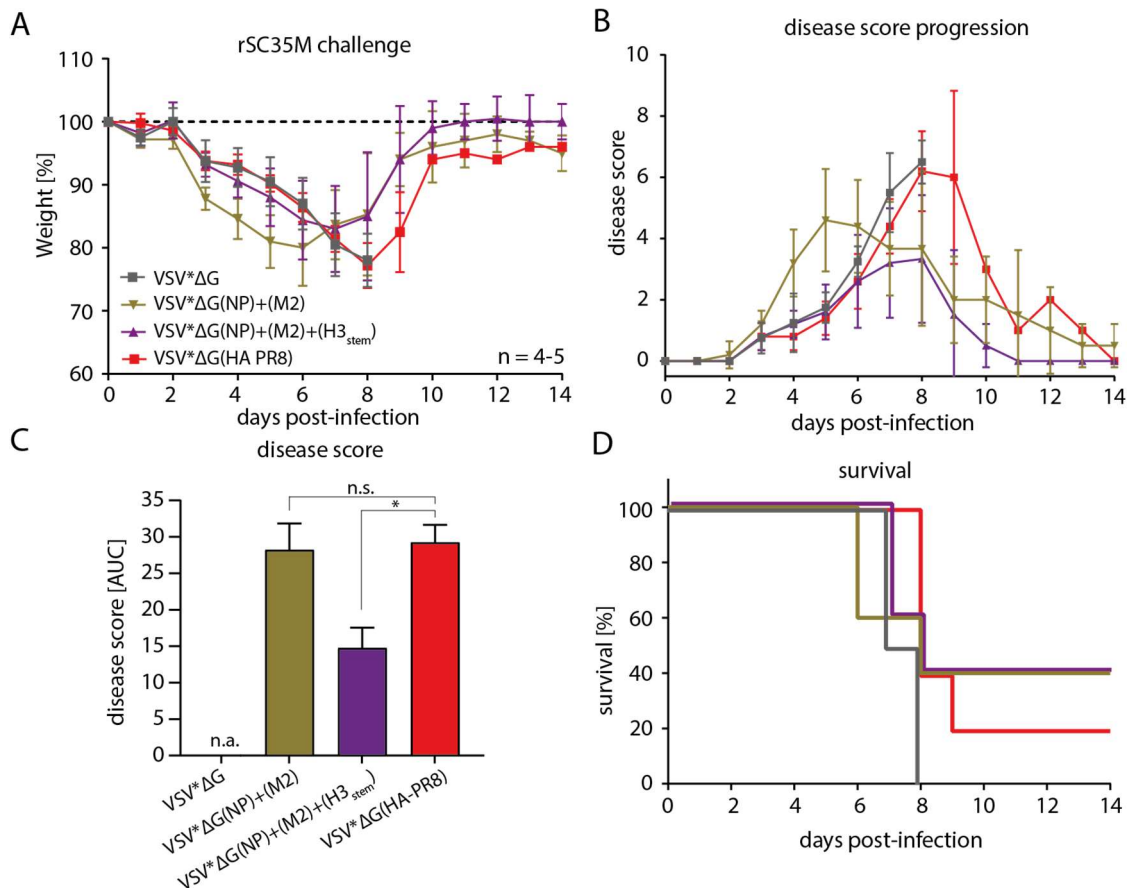 A
rSC35M challenge
Weight [%]
110
100
90
80
70
60
VSV*ΔG
VSV*ΔG(NP)+(M2)
VSV*ΔG(NP)+(M2)+(H3stem)
VSV*ΔG(HA PR8)
n = 4-5
0 2 4 6 8 10 12 14
days post-infection
B
disease score progression
disease score
10
8
6
4
2
0
0 2 4 6 8 10 12 14
days post-infection
C
disease score
disease score [AUC]
35
30
25
20
15
10
5
0
n.s.
*
n.a.
VSV*ΔG
VSV*ΔG(NP)+(M2)
VSV*ΔG(NP)+(M2)+(H3 stem)
VSV*ΔG(HA-PR8)
D
survival
survival [%]
100
80
60
40
20
0
0 2 4 6 8 10 12 14
days post-infection